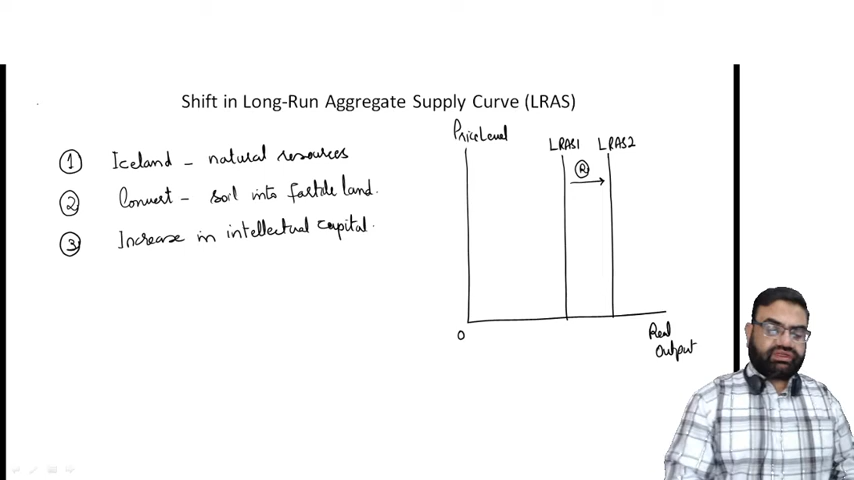 Shift in Long-Run Aggregate Supply Curve (LRAS)
① Iceland - natural resources
② Convert - soil into fertile land.
③ Increase in intellectual capital.
Price Level
LRAS1 LRAS2
R
0
Real
Output